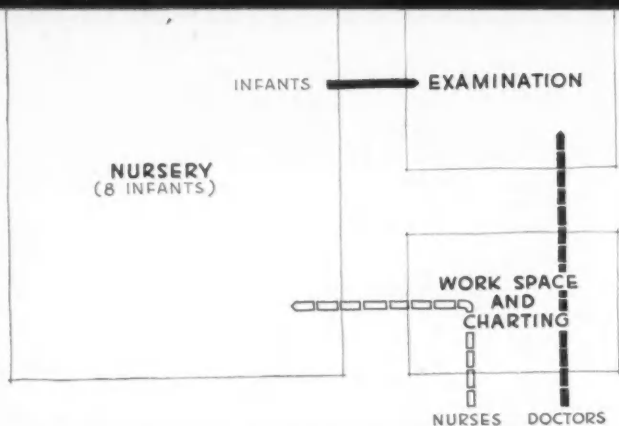 INFANTS
EXAMINATION
NURSERY
(8 INFANTS)
WORK SPACE
AND
CHARTING
NURSES
DOCTORS